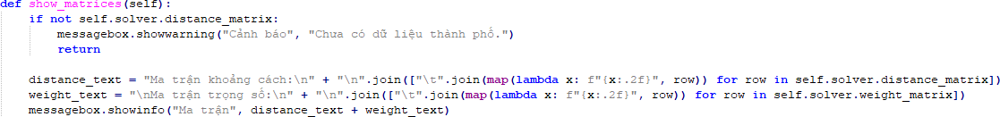 def show_matrices(self):
    if not self.solver.distance_matrix:
        messagebox.showwarning("Cảnh báo", "Chưa có dữ liệu thành phố.")
        return

    distance_text = "Ma trận khoảng cách:\n" + "\n".join(["\t".join(map(lambda x: f"{x:.2f}", row)) for row in self.solver.distance_matrix])
    weight_text = "\nMa trận trọng số:\n" + "\n".join(["\t".join(map(lambda x: f"{x:.2f}", row)) for row in self.solver.weight_matrix])
    messagebox.showinfo("Ma trận", distance_text + weight_text)